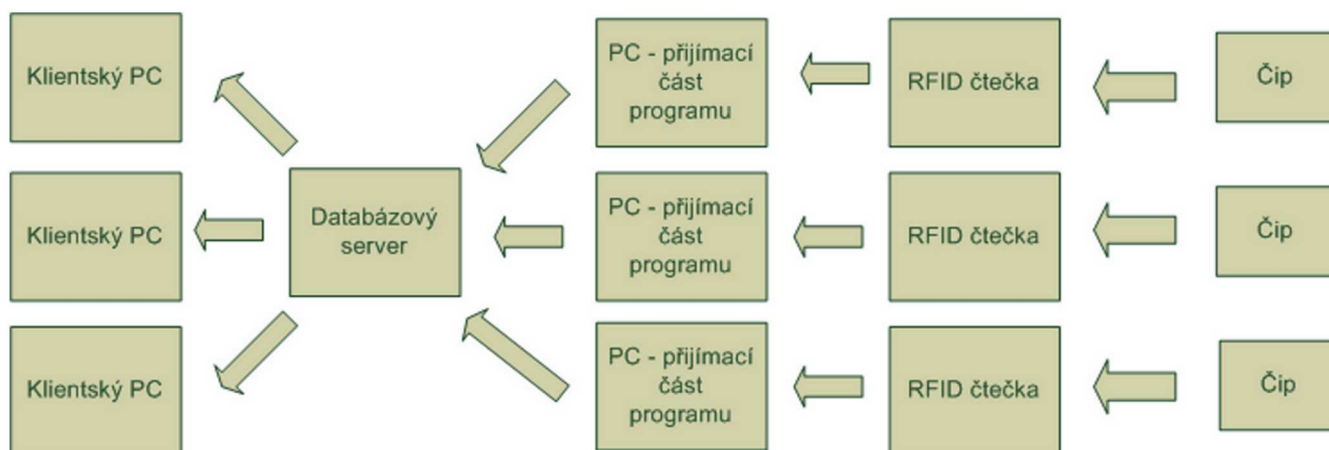 Klientský PC
PC - přijímací
část
programu
RFID čtečka
Čip
Klientský PC
Databázový
server
PC - přijímací
část
programu
RFID čtečka
Čip
Klientský PC
PC - přijímací
část
programu
RFID čtečka
Čip